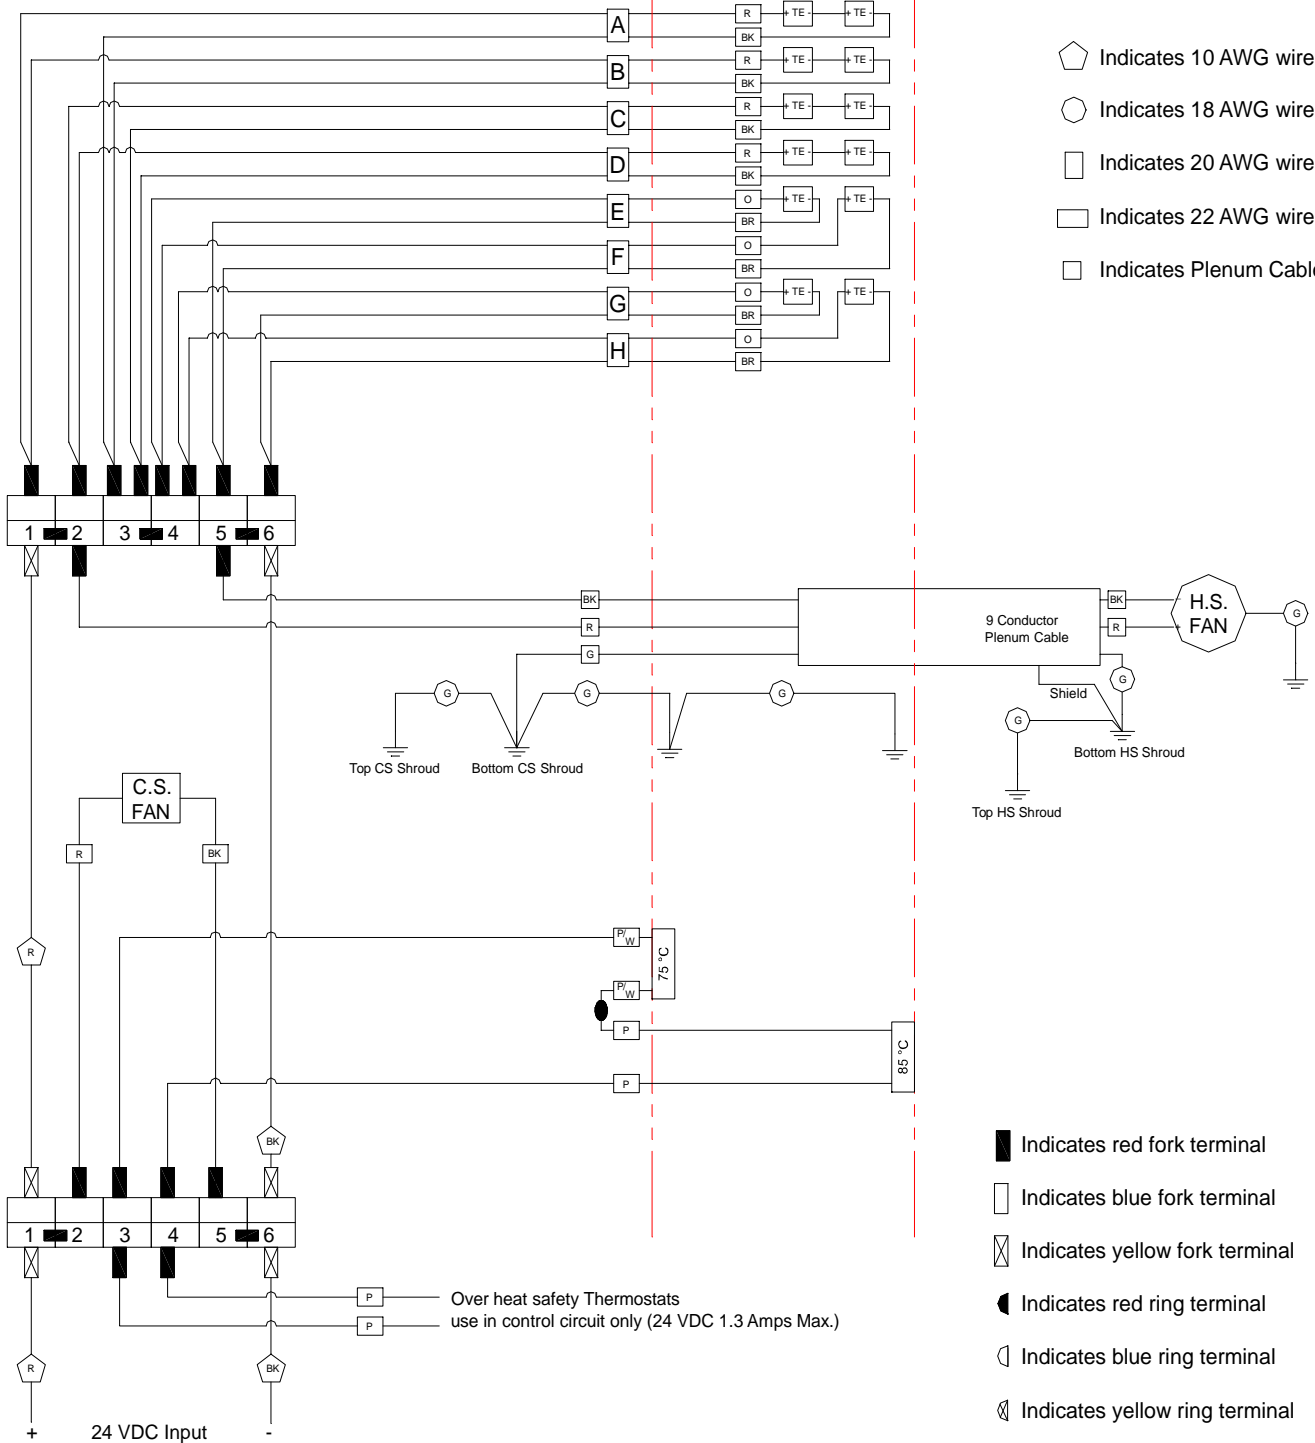 A R + TE - + TE -
BK
B R + TE - + TE -
BK
C R + TE - + TE -
BK
D R + TE - + TE -
BK
E O + TE - + TE -
BR
F O
BR
G O + TE - + TE -
BR
H O
BR
Indicates 10 AWG wire
Indicates 18 AWG wire
Indicates 20 AWG wire
Indicates 22 AWG wire
Indicates Plenum Cable
1 2 3 4 5 6
BK
R
G
9 Conductor
Plenum Cable
BK
R
- H.S.
+ FAN
G
G
Shield
G
Bottom HS Shroud
Top HS Shroud
G G G
Top CS Shroud Bottom CS Shroud
C.S.
FAN
R BK
R
P/W
75 °C
P/W
P
85 °C
P
BK
1 2 3 4 5 6
P
P
Over heat safety Thermostats
use in control circuit only (24 VDC 1.3 Amps Max.)
R BK
+ 24 VDC Input -
Indicates red fork terminal
Indicates blue fork terminal
Indicates yellow fork terminal
Indicates red ring terminal
Indicates blue ring terminal
Indicates yellow ring terminal